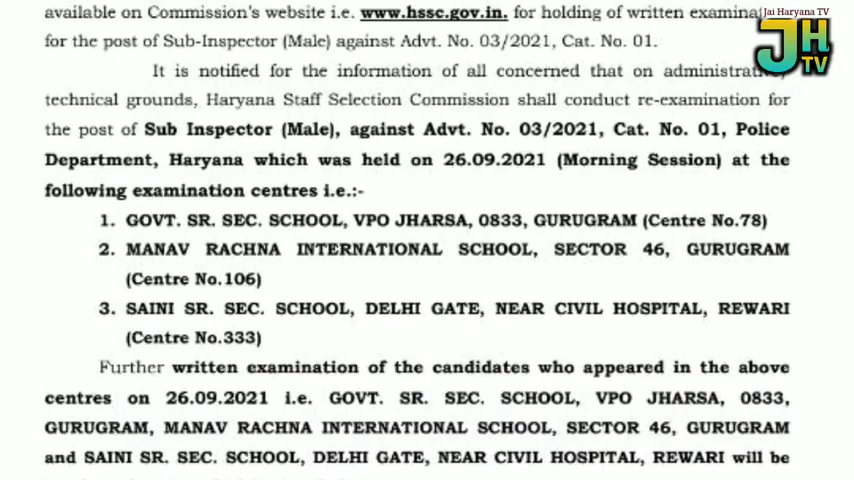 available on Commission's website i.e. www.hssc.gov.in. for holding of written
for the post of Sub-Inspector (Male) against Advt. No. 03/2021, Cat. No. 01.
It is notified for the information of all concerned that on
technical grounds, Haryana Staff Selection Commission shall conduct re-examination for
the post of Sub Inspector (Male), against Advt. No. 03/2021, Cat. No. 01, Police
Department, Haryana which was held on 26.09.2021 (Morning Session) at the
following examination centres i.e.:-
1. GOVT. SR. SEC. SCHOOL, VPO JHARSA, 0833, GURUGRAM (Centre No.78)
2. MANAV RACHNA INTERNATIONAL SCHOOL, SECTOR 46, GURUGRAM
(Centre No.106)
3. SAINI SR. SEC. SCHOOL, DELHI GATE, NEAR CIVIL HOSPITAL, REWARI
(Centre No.333)
Further written examination of the candidates who appeared in the above
centres on 26.09.2021 i.e. GOVT. SR. SEC. SCHOOL, VPO JHARSA, 0833,
GURUGRAM, MANAV RACHNA INTERNATIONAL SCHOOL, SECTOR 46, GURUGRAM
and SAINI SR. SEC. SCHOOL, DELHI GATE, NEAR CIVIL HOSPITAL, REWARI will be
Jai Haryana TV
JH
TV